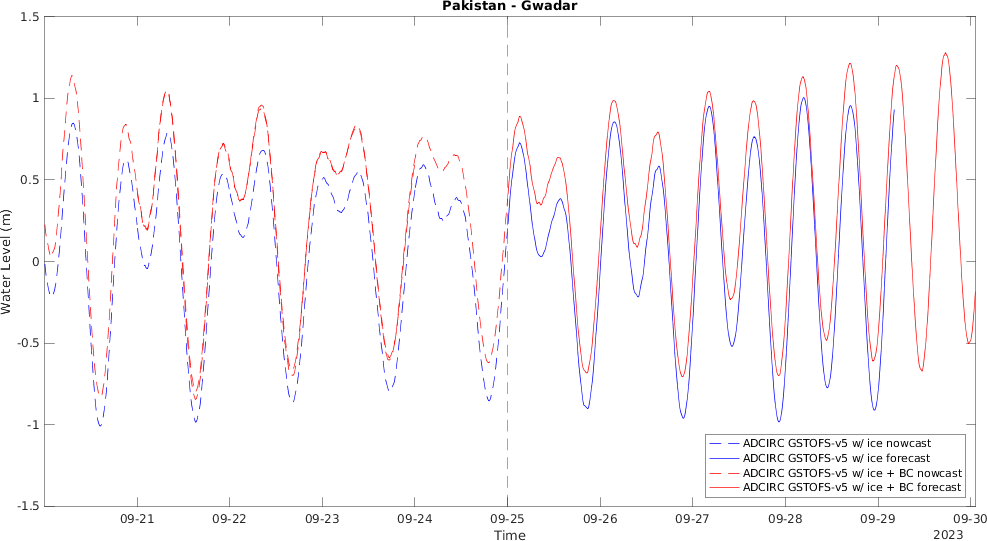 Pakistan - Gwadar
Water Level (m)
1.5
1
0.5
0
-0.5
-1
-1.5
09-21
09-22
09-23
09-24
09-25
09-26
09-27
09-28
09-29
09-30
Time
2023
ADCIRC GSTOFS-v5 w/ ice nowcast
ADCIRC GSTOFS-v5 w/ ice forecast
ADCIRC GSTOFS-v5 w/ ice + BC nowcast
ADCIRC GSTOFS-v5 w/ ice + BC forecast